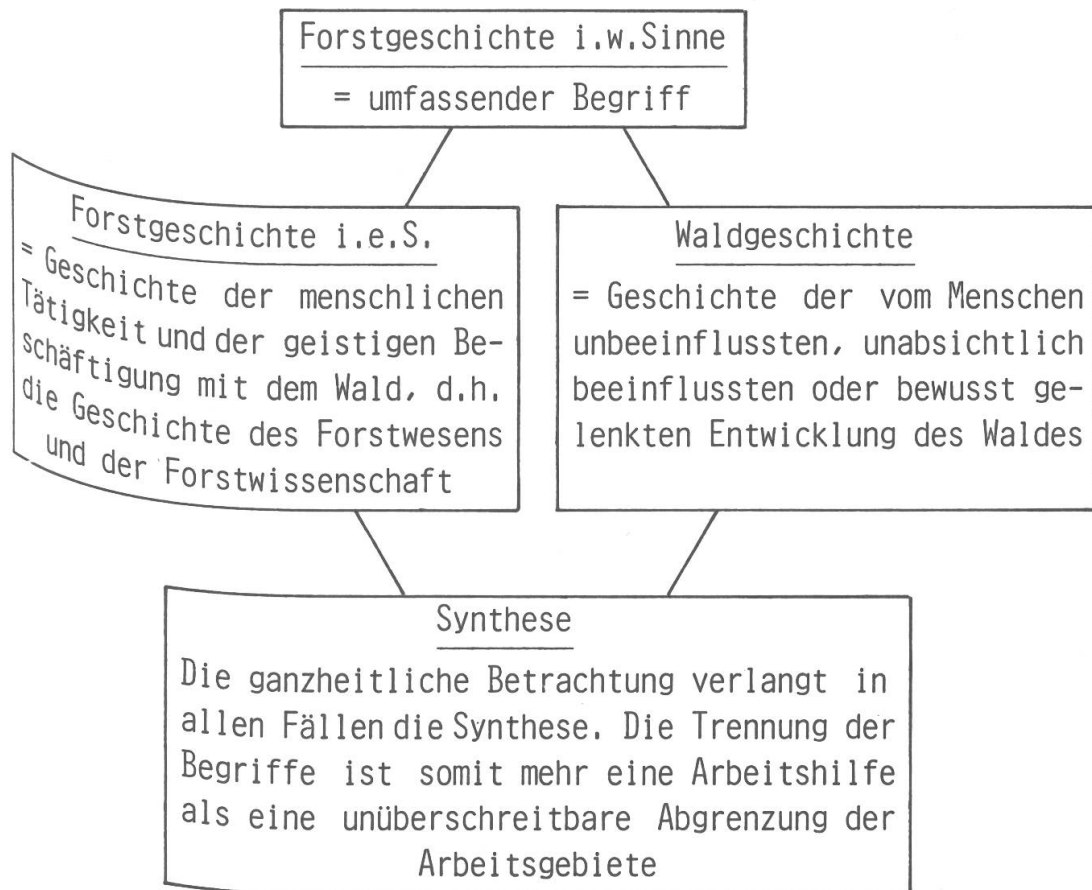 Forstgeschichte i.w.Sinne
= umfassender Begriff
Forstgeschichte i.e.S.
= Geschichte der menschlichen
Tätigkeit und der geistigen Be-
schäftigung mit dem Wald, d.h.
die Geschichte des Forstwesens
und der Forstwissenschaft
Waldgeschichte
= Geschichte der vom Menschen
unbeeinflussten, unabsichtlich
beeinflussten oder bewusst ge-
lenkten Entwicklung des Waldes
Synthese
Die ganzheitliche Betrachtung verlangt in
allen Fällen die Synthese. Die Trennung der
Begriffe ist somit mehr eine Arbeitshilfe
als eine unüberschreitbare Abgrenzung der
Arbeitsgebiete